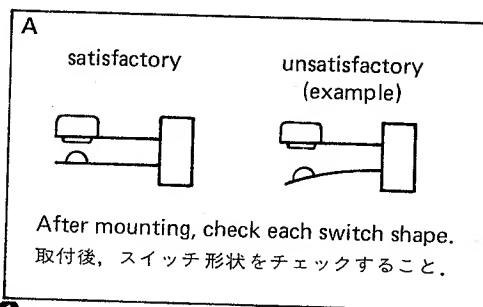 A
satisfactory
unsatisfactory
(example)
After mounting, check each switch shape.
取付後，スイッチ形状をチェックすること．